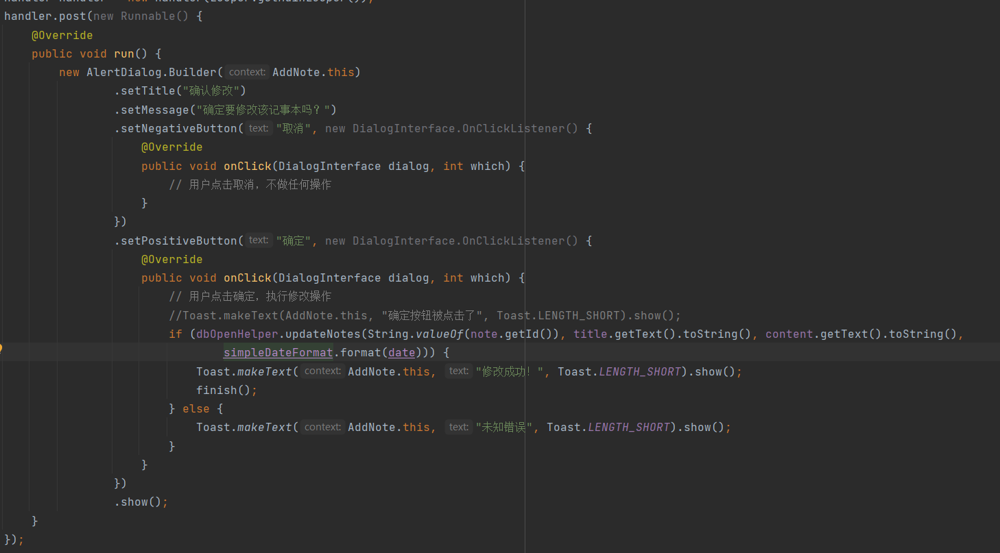 handler.post(new Runnable() {
@Override
public void run() {
new AlertDialog.Builder( context: AddNote.this)
.setTitle("确认修改")
.setMessage("确定要修改该记事本吗？")
.setNegativeButton( text: "取消", new DialogInterface.OnClickListener() {
@Override
public void onClick(DialogInterface dialog, int which) {
// 用户点击取消，不做任何操作
}
})
.setPositiveButton( text: "确定", new DialogInterface.OnClickListener() {
@Override
public void onClick(DialogInterface dialog, int which) {
// 用户点击确定，执行修改操作
//Toast.makeText(AddNote.this, "确定按钮被点击了", Toast.LENGTH_SHORT).show();
if (dbOpenHelper.updateNotes(String.valueOf(note.getId()), title.getText().toString(), content.getText().toString(),
simpleDateFormat.format(date))) {
Toast.makeText( context: AddNote.this, text: "修改成功！", Toast.LENGTH_SHORT).show();
finish();
} else {
Toast.makeText( context: AddNote.this, text: "未知错误", Toast.LENGTH_SHORT).show();
}
}
})
.show();
}
});